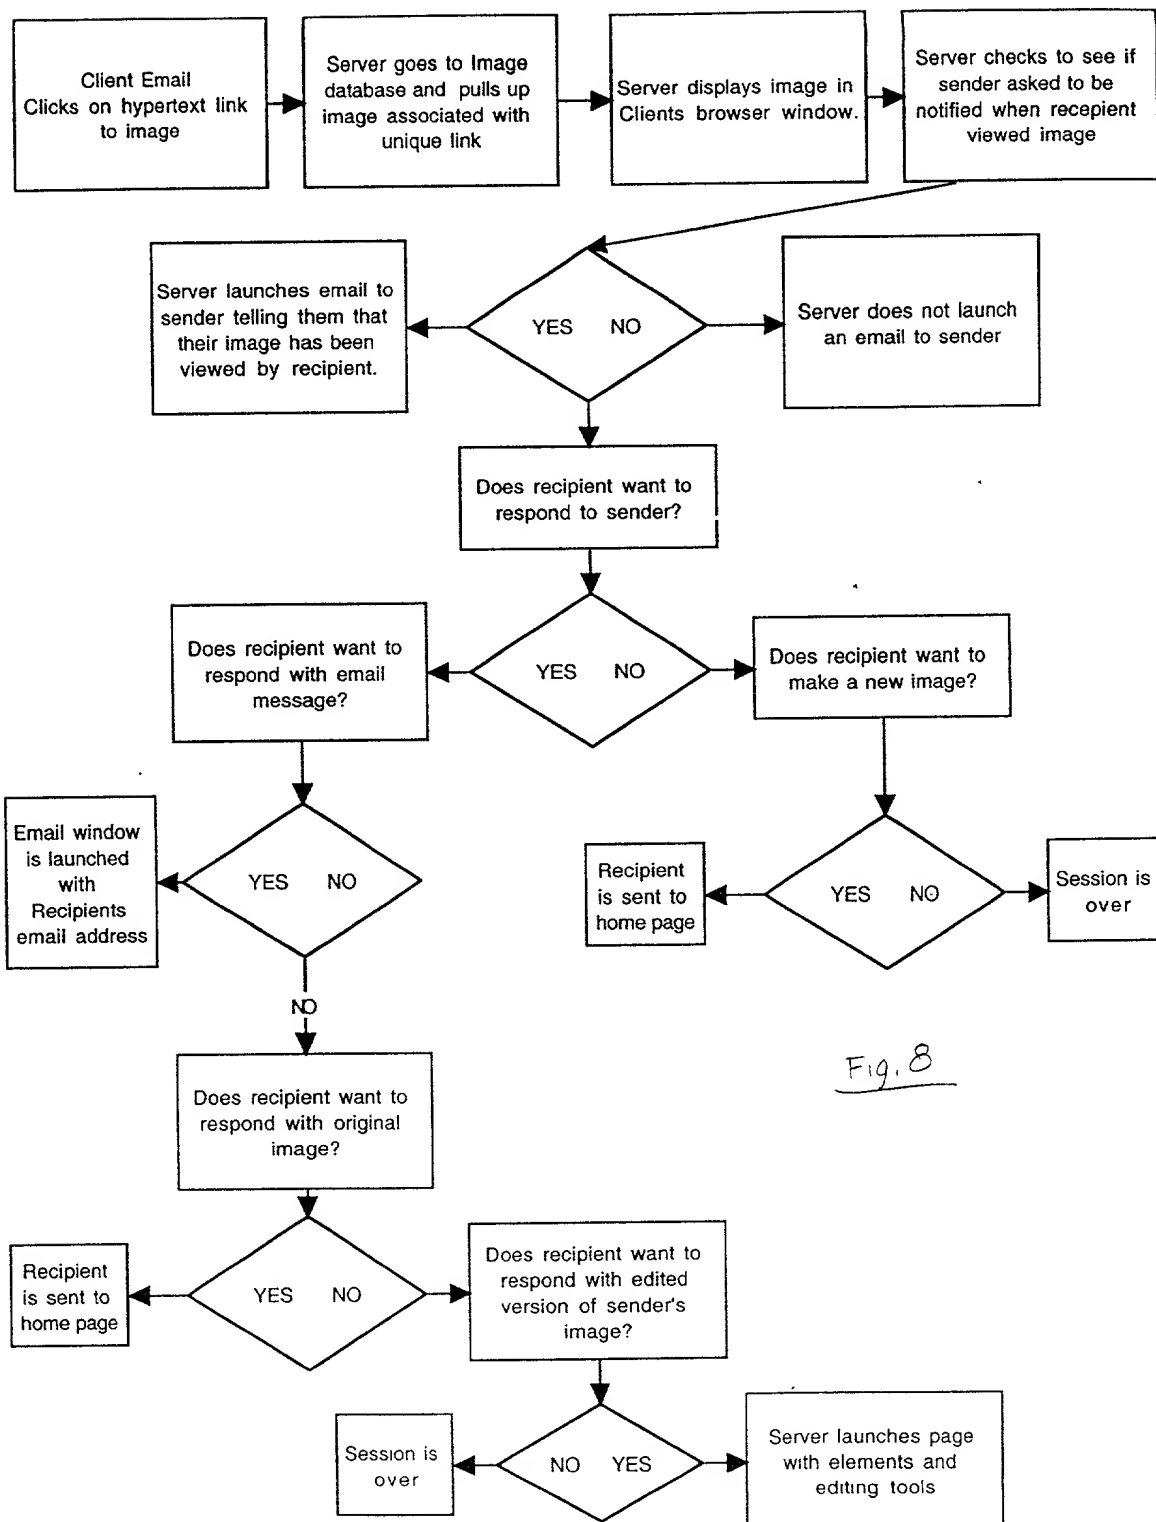 Client Email
Clicks on hypertext link
to image
Server goes to Image
database and pulls up
image associated with
unique link
Server displays image in
Clients browser window.
Server checks to see if
sender asked to be
notified when recepient
viewed image
Server launches email to
sender telling them that
their image has been
viewed by recipient.
YES NO
Server does not launch
an email to sender
Does recipient want to
respond to sender?
Does recipient want to
respond with email
message?
YES NO
Does recipient want to
make a new image?
Email window
is launched
with
Recipients
email address
YES NO
Recipient
is sent to
home page
YES NO
Session is
over
NO
Does recipient want to
respond with original
image?
Fig. 8
Recipient
is sent to
home page
YES NO
Does recipient want to
respond with edited
version of sender's
image?
Session is
over
NO YES
Server launches page
with elements and
editing tools